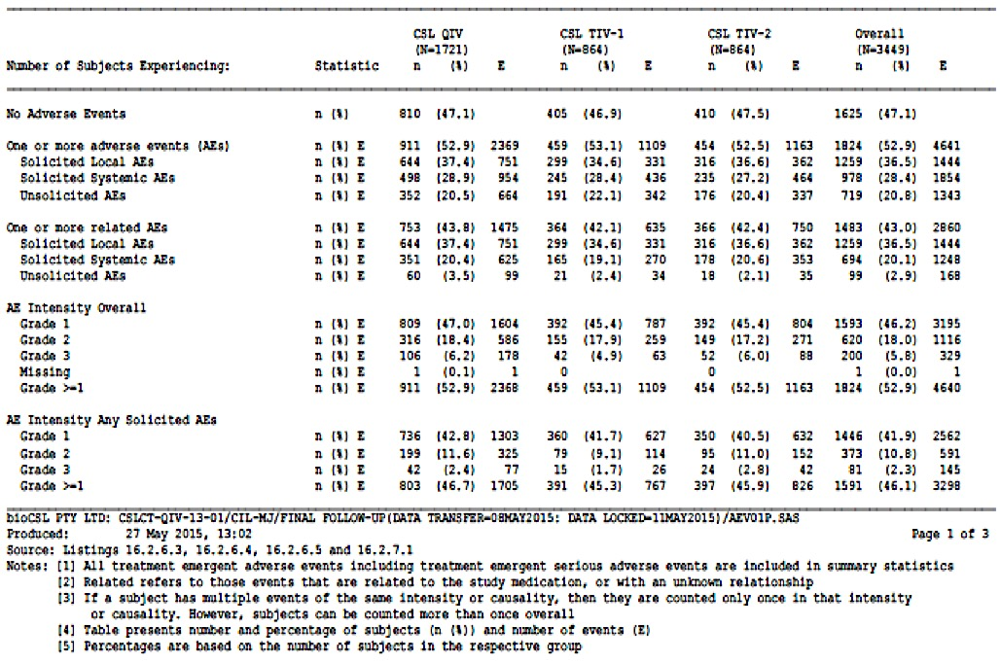 CSL QIV CSL TIV-1 CSL TIV-2 Overall
(N=1721) (N=864) (N=864) (N=3449)
Number of Subjects Experiencing: Statistic n (%) E n (%) E n (%) E n (%) E
No Adverse Events n (%) 810 (47.1) 405 (46.9) 410 (47.5) 1625 (47.1)
One or more adverse events (AEs) n (%) E 911 (52.9) 2369 459 (53.1) 1109 454 (52.5) 1163 1824 (52.9) 4641
Solicited Local AEs n (%) E 644 (37.4) 751 299 (34.6) 331 316 (36.6) 362 1259 (36.5) 1444
Solicited Systemic AEs n (%) E 498 (28.9) 954 245 (28.4) 436 235 (27.2) 464 978 (28.4) 1854
Unsolicited AEs n (%) E 352 (20.5) 664 191 (22.1) 342 176 (20.4) 337 719 (20.8) 1343
One or more related AEs n (%) E 753 (43.8) 1475 364 (42.1) 635 366 (42.4) 750 1483 (43.0) 2860
Solicited Local AEs n (%) E 644 (37.4) 751 299 (34.6) 331 316 (36.6) 362 1259 (36.5) 1444
Solicited Systemic AEs n (%) E 351 (20.4) 625 165 (19.1) 270 178 (20.6) 353 694 (20.1) 1248
Unsolicited AEs n (%) E 60 (3.5) 99 21 (2.4) 34 18 (2.1) 35 99 (2.9) 168
AE Intensity Overall
Grade 1 n (%) E 809 (47.0) 1604 392 (45.4) 787 392 (45.4) 804 1593 (46.2) 3195
Grade 2 n (%) E 316 (18.4) 586 155 (17.9) 259 149 (17.2) 271 620 (18.0) 1116
Grade 3 n (%) E 106 (6.2) 178 42 (4.9) 63 52 (6.0) 88 200 (5.8) 329
Missing n (%) E 1 (0.1) 1 0 0 1 (0.0) 1
Grade >=1 n (%) E 911 (52.9) 2368 459 (53.1) 1109 454 (52.5) 1163 1824 (52.9) 4640
AE Intensity Any Solicited AEs
Grade 1 n (%) E 736 (42.8) 1303 360 (41.7) 627 350 (40.5) 632 1446 (41.9) 2562
Grade 2 n (%) E 199 (11.6) 325 79 (9.1) 114 95 (11.0) 152 373 (10.8) 591
Grade 3 n (%) E 42 (2.4) 77 15 (1.7) 26 24 (2.8) 42 81 (2.3) 145
Grade >=1 n (%) E 803 (46.7) 1705 391 (45.3) 767 397 (45.9) 826 1591 (46.1) 3298
bioCSL PTY LTD: CSLCT-QIV-13-01/CIL-MJ/FINAL FOLLOW-UP(DATA TRANSFER=08MAY2015: DATA LOCKED=11MAY2015)/AEV01P.SAS
Produced: 27 May 2015, 13:02 Page 1 of 3
Source: Listings 16.2.6.3, 16.2.6.4, 16.2.6.5 and 16.2.7.1
Notes: [1] All treatment emergent adverse events including treatment emergent serious adverse events are included in summary statistics
[2] Related refers to those events that are related to the study medication, or with an unknown relationship
[3] If a subject has multiple events of the same intensity or causality, then they are counted only once in that intensity
or causality. However, subjects can be counted more than once overall
[4] Table presents number and percentage of subjects (n (%)) and number of events (E)
[5] Percentages are based on the number of subjects in the respective group